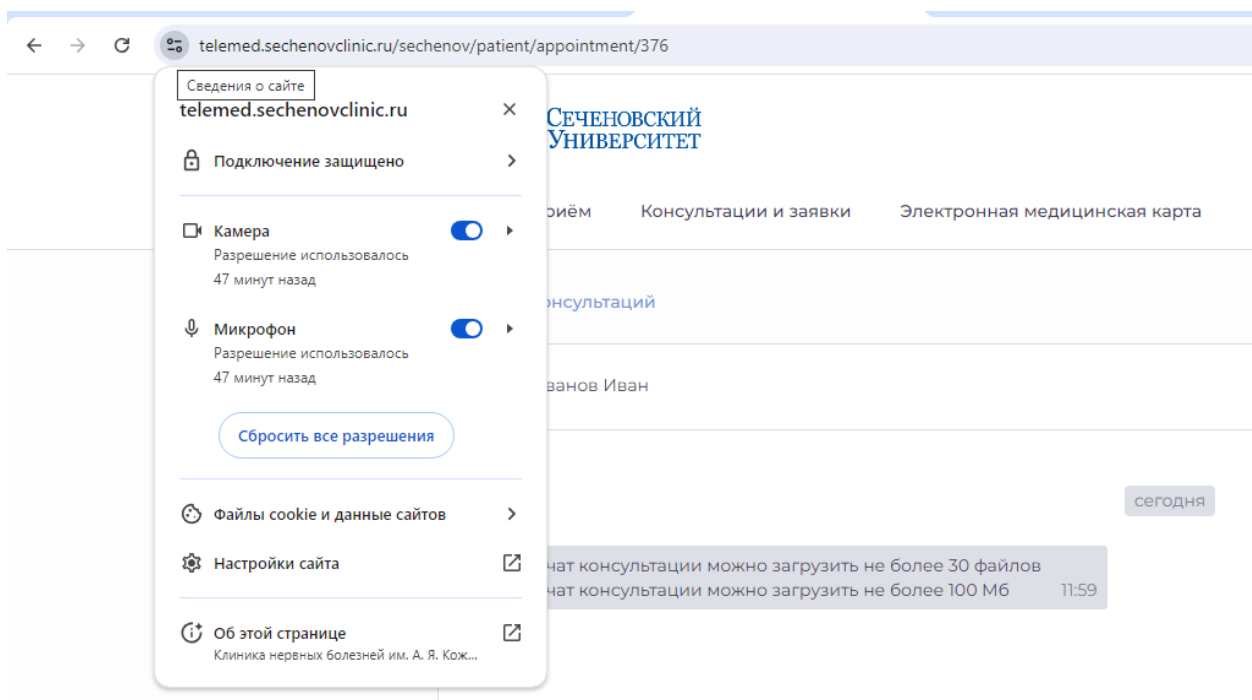 telemed.sechenovclinic.ru/sechenov/patient/appointment/376
Сведения о сайте
telemed.sechenovclinic.ru
Подключение защищено
Камера
Разрешение использовалось
47 минут назад
Микрофон
Разрешение использовалось
47 минут назад
Сбросить все разрешения
Файлы cookie и данные сайтов
Настройки сайта
Об этой странице
Клиника нервных болезней им. А. Я. Кож...
СЕЧЕНОВСКИЙ
УНИВЕРСИТЕТ
риём Консультации и заявки Электронная медицинская карта
онсультаций
ванов Иван
сегодня
чат консультации можно загрузить не более 30 файлов
чат консультации можно загрузить не более 100 Мб 11:59